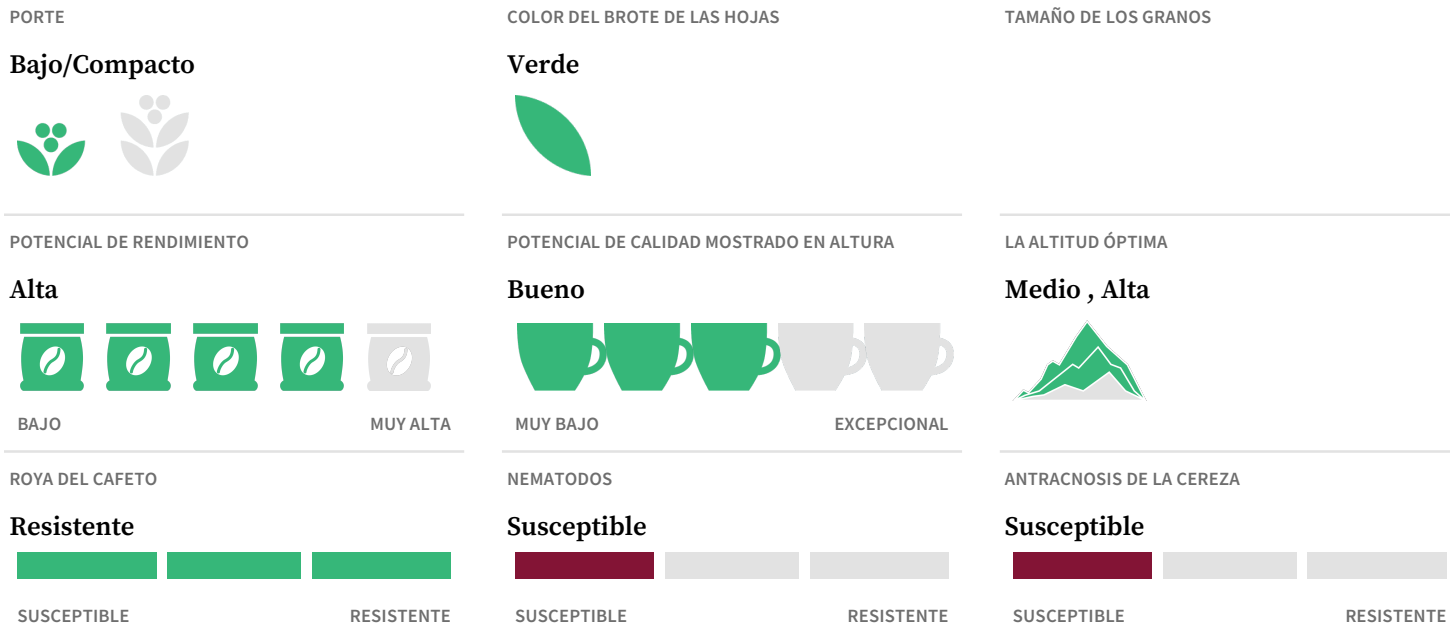 PORTE
Bajo/Compacto
COLOR DEL BROTE DE LAS HOJAS
Verde
TAMAÑO DE LOS GRANOS
POTENCIAL DE RENDIMIENTO
Alta
BAJO
MUY ALTA
POTENCIAL DE CALIDAD MOSTRADO EN ALTURA
Bueno
MUY BAJO
EXCEPCIONAL
LA ALTITUD ÓPTIMA
Medio , Alta
ROYA DEL CAFETO
Resistente
SUSCEPTIBLE
RESISTENTE
NEMATODOS
Susceptible
SUSCEPTIBLE
RESISTENTE
ANTRACNOSIS DE LA CEREZA
Susceptible
SUSCEPTIBLE
RESISTENTE